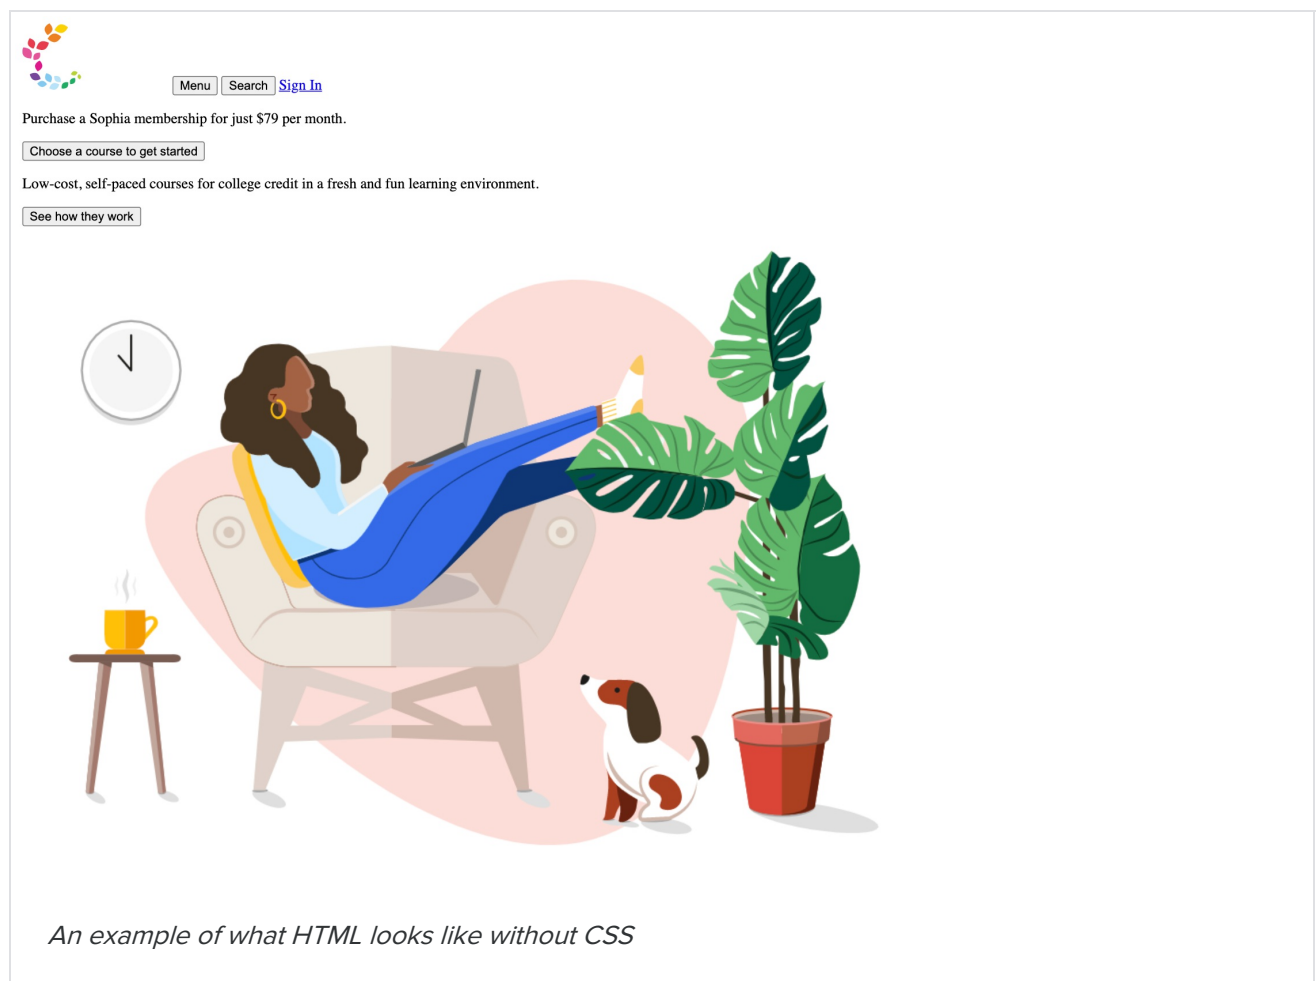 Menu Search Sign In
Purchase a Sophia membership for just $79 per month.
Choose a course to get started
Low-cost, self-paced courses for college credit in a fresh and fun learning environment.
See how they work
An example of what HTML looks like without CSS